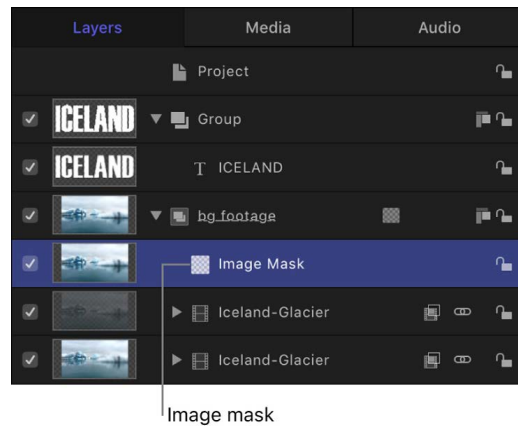 Layers Media Audio
Project
ICELAND Group
ICELAND T ICELAND
bg footage
Image Mask
Iceland-Glacier
Iceland-Glacier
Image mask